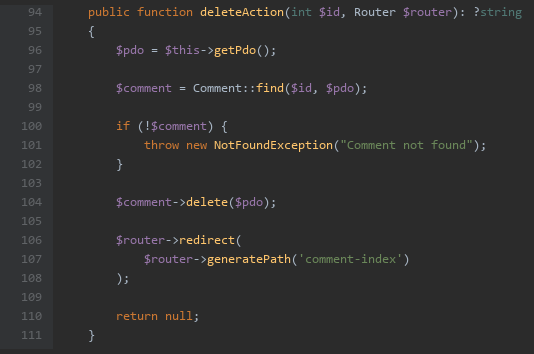 94 public function deleteAction(int $id, Router $router): ?string
95 {
96 $pdo = $this->getPdo();
97
98 $comment = Comment::find($id, $pdo);
99
100 if (!$comment) {
101 throw new NotFoundException("Comment not found");
102 }
103
104 $comment->delete($pdo);
105
106 $router->redirect(
107 $router->generatePath('comment-index')
108 );
109
110 return null;
111 }